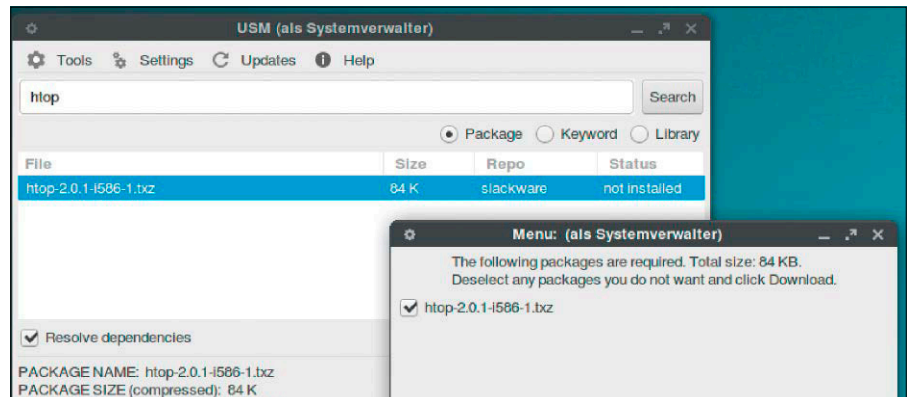 USM (als Systemverwalter)
Tools Settings Updates Help
htop Search
Package Keyword Library
File Size Repo Status
htop-2.0.1-i586-1.txz 84 K slackware not installed
Menu: (als Systemverwalter)
The following packages are required. Total size: 84 KB.
Deselect any packages you do not want and click Download.
htop-2.0.1-i586-1.txz
Resolve dependencies
PACKAGE NAME: htop-2.0.1-i586-1.txz
PACKAGE SIZE (compressed): 84 K